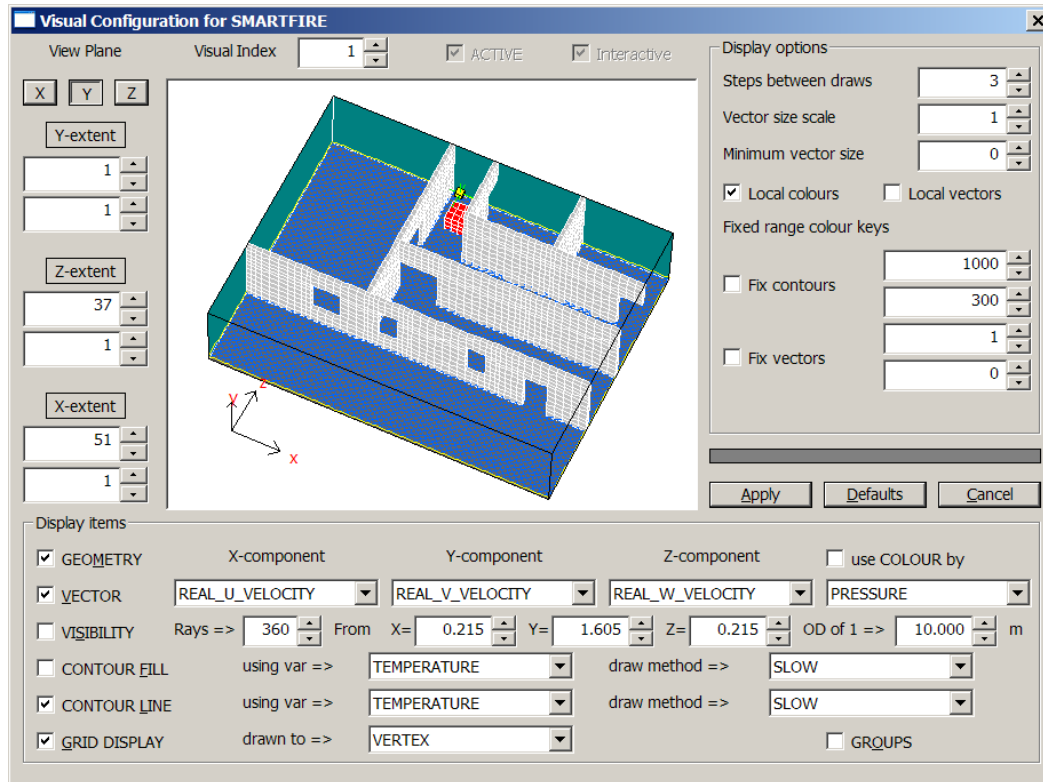 Visual Configuration for SMARTFIRE
View Plane Visual Index 1 ACTIVE Interactive
X Y Z
Y-extent
1
1
Z-extent
37
1
X-extent
51
1
y
z
x
Display options
Steps between draws 3
Vector size scale 1
Minimum vector size 0
Local colours Local vectors
Fixed range colour keys
1000
Fix contours
300
1
Fix vectors
0
Apply Defaults Cancel
Display items
GEOMETRY X-component Y-component Z-component use COLOUR by
VECTOR REAL_U_VELOCITY REAL_V_VELOCITY REAL_W_VELOCITY PRESSURE
VISIBILITY Rays => 360 From X= 0.215 Y= 1.605 Z= 0.215 OD of 1 => 10.000 m
CONTOUR FILL using var => TEMPERATURE draw method => SLOW
CONTOUR LINE using var => TEMPERATURE draw method => SLOW
GRID DISPLAY drawn to => VERTEX GROUPS